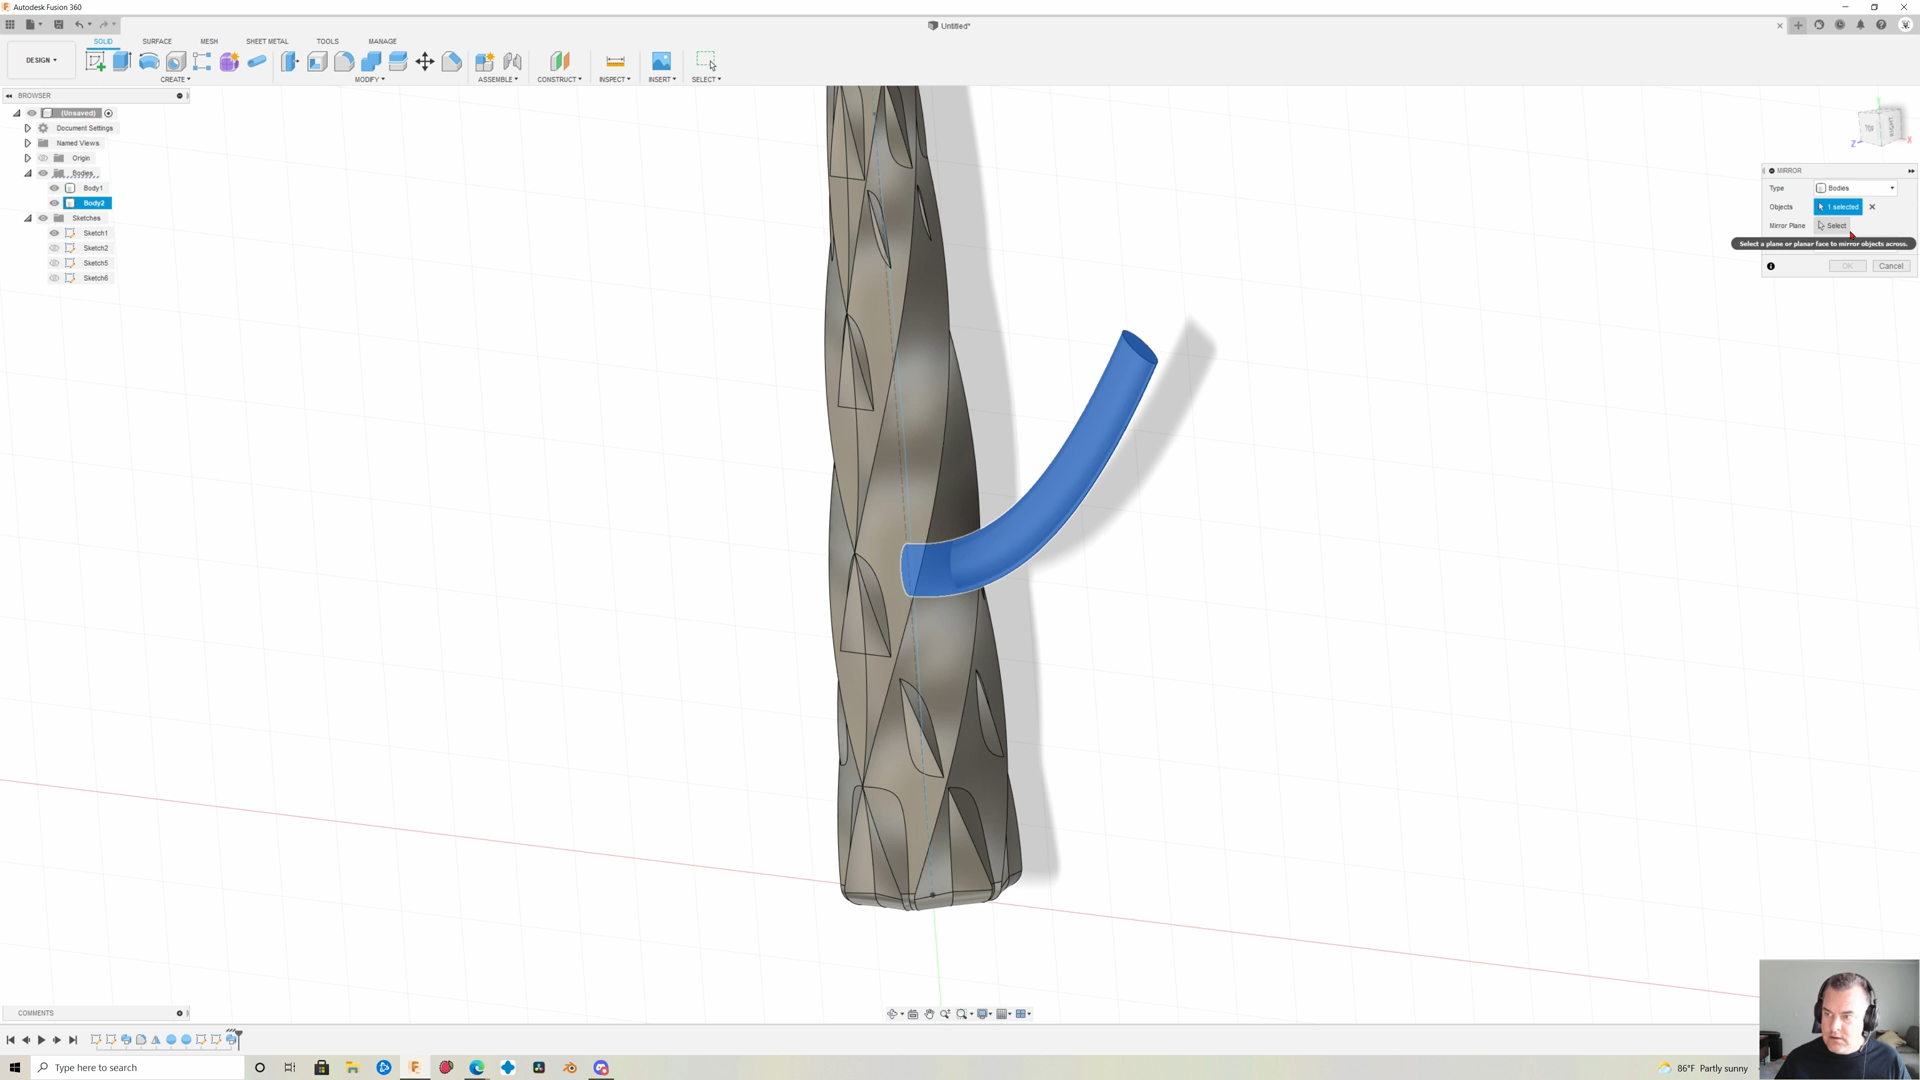 Autodesk Fusion 360
Untitled*
DESIGN
SOLID
SURFACE
MESH
SHEET METAL
TOOLS
MANAGE
CREATE
MODIFY
ASSEMBLE
CONSTRUCT
INSPECT
INSERT
SELECT
BROWSER
(Unsaved)
Document Settings
Named Views
Origin
Bodies
Body1
Body2
Sketches
Sketch1
Sketch2
Sketch5
Sketch6
TOP
RIGHT
Y
Z
X
MIRROR
Type
Bodies
Objects
1 selected
Mirror Plane
Select
Select a plane or planar face to mirror objects across.
OK
Cancel
COMMENTS
Type here to search
86°F Partly sunny